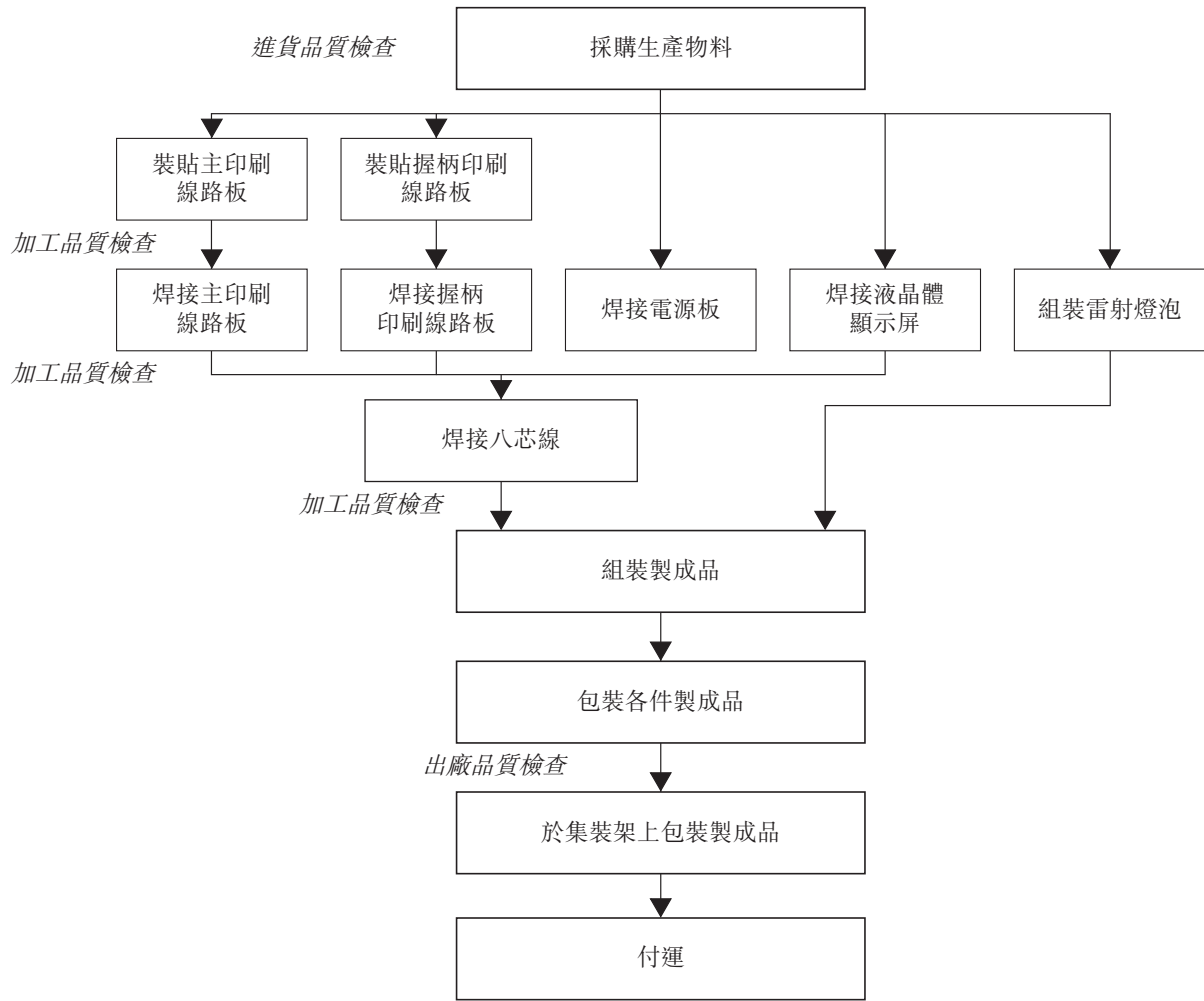 進貨品質檢查
採購生產物料
裝貼主印刷
線路板
裝貼握柄印刷
線路板
加工品質檢查
焊接主印刷
線路板
焊接握柄
印刷線路板
焊接電源板
焊接液晶體
顯示屏
組裝雷射燈泡
加工品質檢查
焊接八芯線
加工品質檢查
組裝製成品
包裝各件製成品
出廠品質檢查
於集裝架上包裝製成品
付運